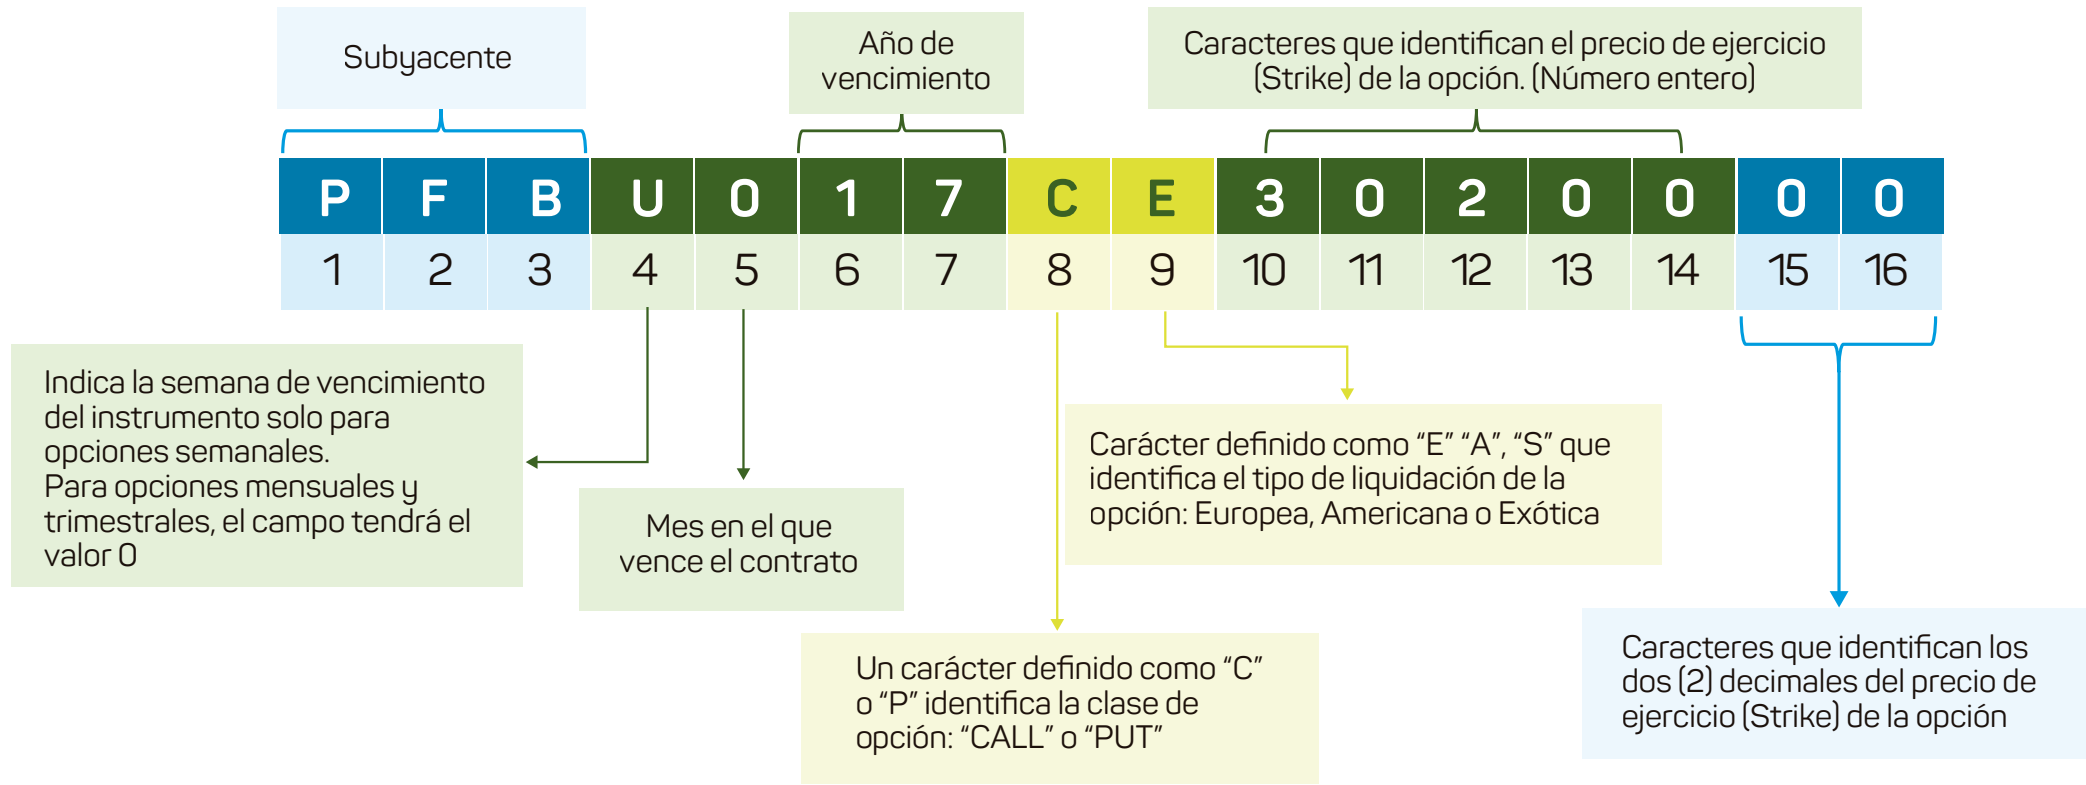 Subyacente
Año de
vencimiento
Caracteres que identifican el precio de ejercicio
(Strike) de la opción. (Número entero)
P F B U 0 1 7 C E 3 0 2 0 0 0 0
1 2 3 4 5 6 7 8 9 10 11 12 13 14 15 16
Indica la semana de vencimiento
del instrumento solo para
opciones semanales.
Para opciones mensuales y
trimestrales, el campo tendrá el
valor 0
Mes en el que
vence el contrato
Un carácter definido como “C”
o “P” identifica la clase de
opción: “CALL” o “PUT”
Carácter definido como “E” “A”, “S” que
identifica el tipo de liquidación de la
opción: Europea, Americana o Exótica
Caracteres que identifican los
dos (2) decimales del precio de
ejercicio (Strike) de la opción